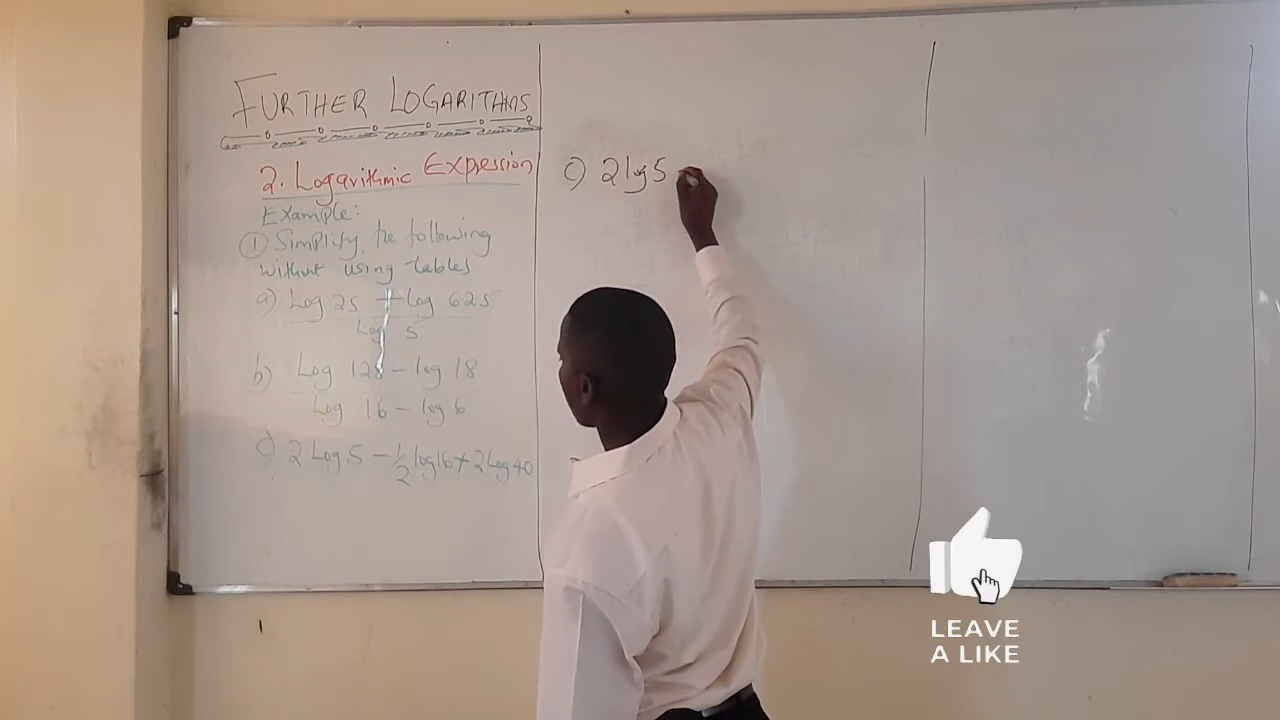 FURTHER LOGARITHMS
2. Logarithmic Expression
Example:
① Simplify the following
without using tables
a) Log 25 + log 625
Log 5
b) Log 128 - log 18
Log 16 - log 6
c) 2 Log 5 - 1/2 log 16 + 2 Log 40
c) 2 log 5
LEAVE
A LIKE